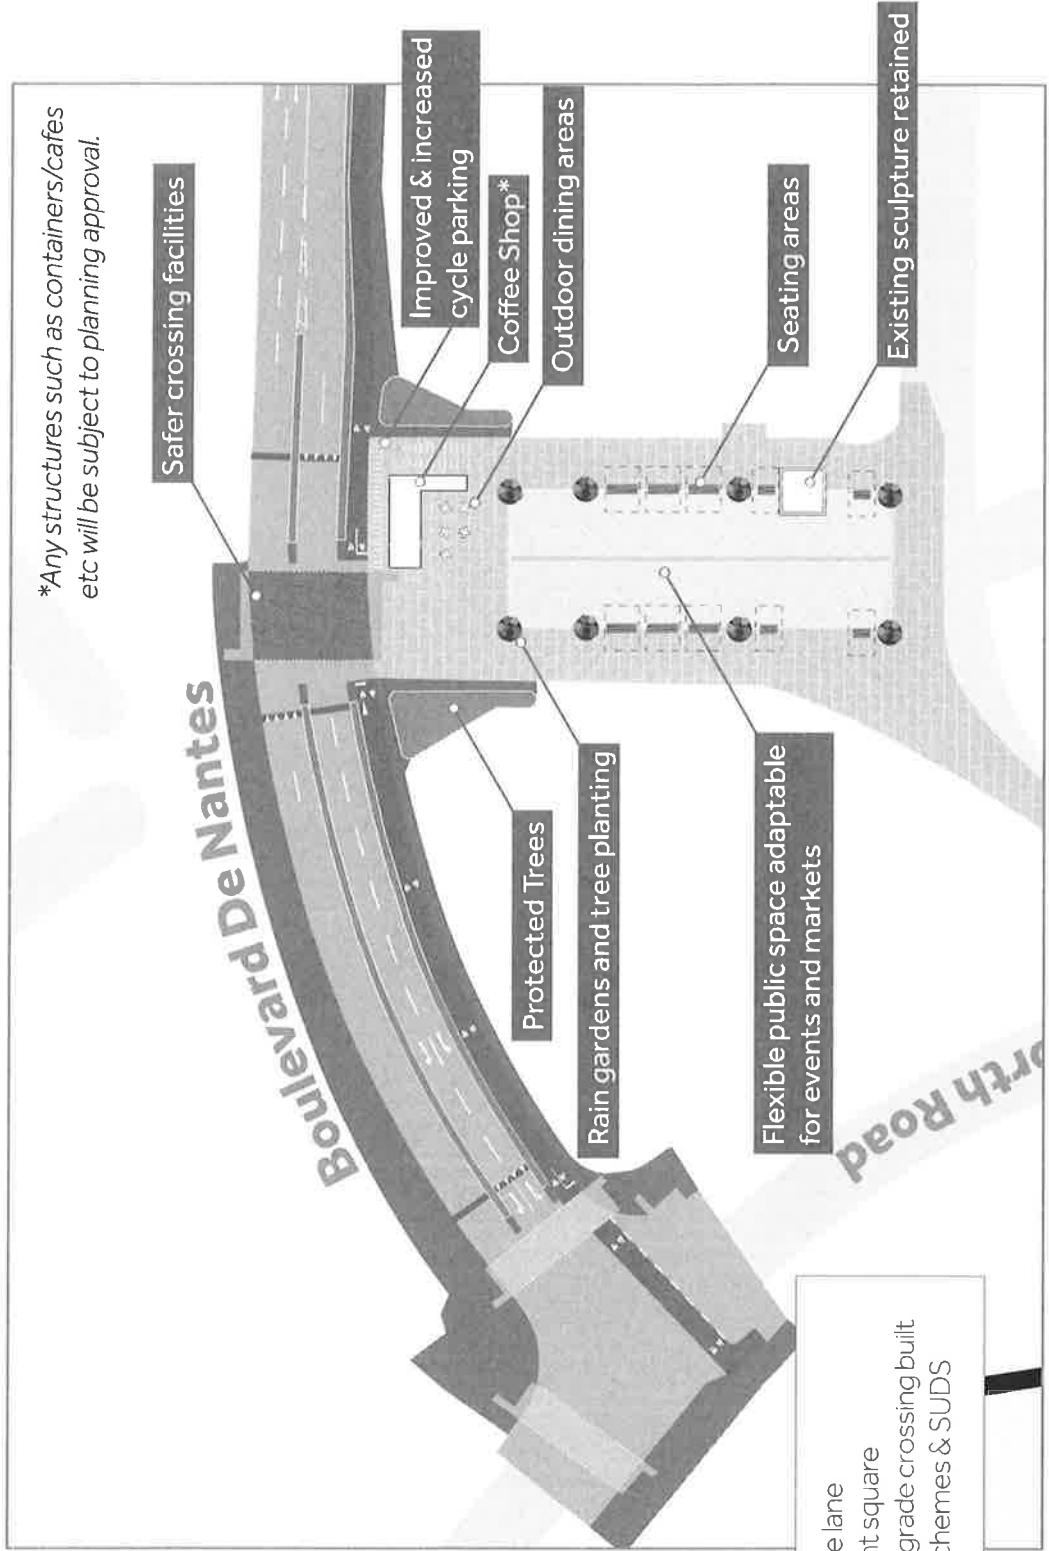 *Any structures such as containers/cafes
etc will be subject to planning approval.
Safer crossing facilities
Boulevard De Nantes
Improved & increased
cycle parking
Coffee Shop*
Outdoor dining areas
Protected Trees
Rain gardens and tree planting
Seating areas
Flexible public space adaptable
for events and markets
Existing sculpture retained
orth Road
e lane
nt square
grade crossing built
chemes & SUDS